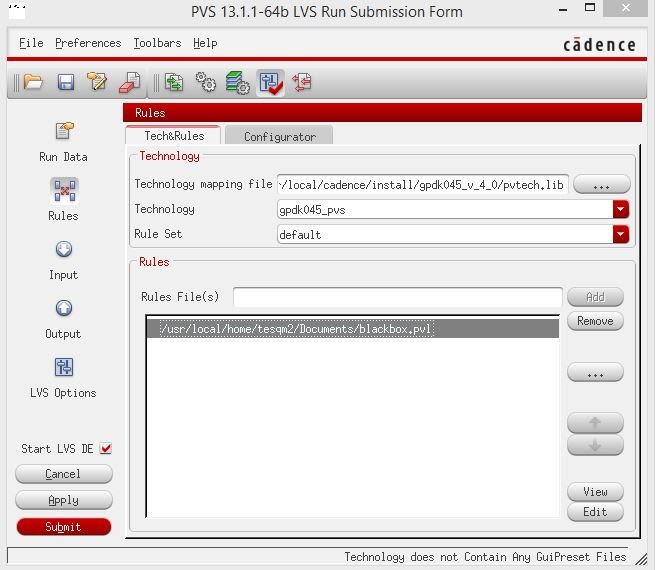 PVS 13.1.1-64b LVS Run Submission Form
File Preferences Toolbars Help
cādence
Rules
Tech&Rules Configurator
Run Data
Rules
Input
Output
LVS Options
Technology
Technology mapping file /local/cadence/install/gpdk045_v_4_0/pvtech.lib ...
Technology gpdk045_pvs
Rule Set default
Rules
Rules File(s) Add
/usr/local/home/tesqm2/Documents/blackbox.pvl
Remove
...
View
Edit
Start LVS DE
Cancel
Apply
Submit
Technology does not Contain Any GuiPreset Files